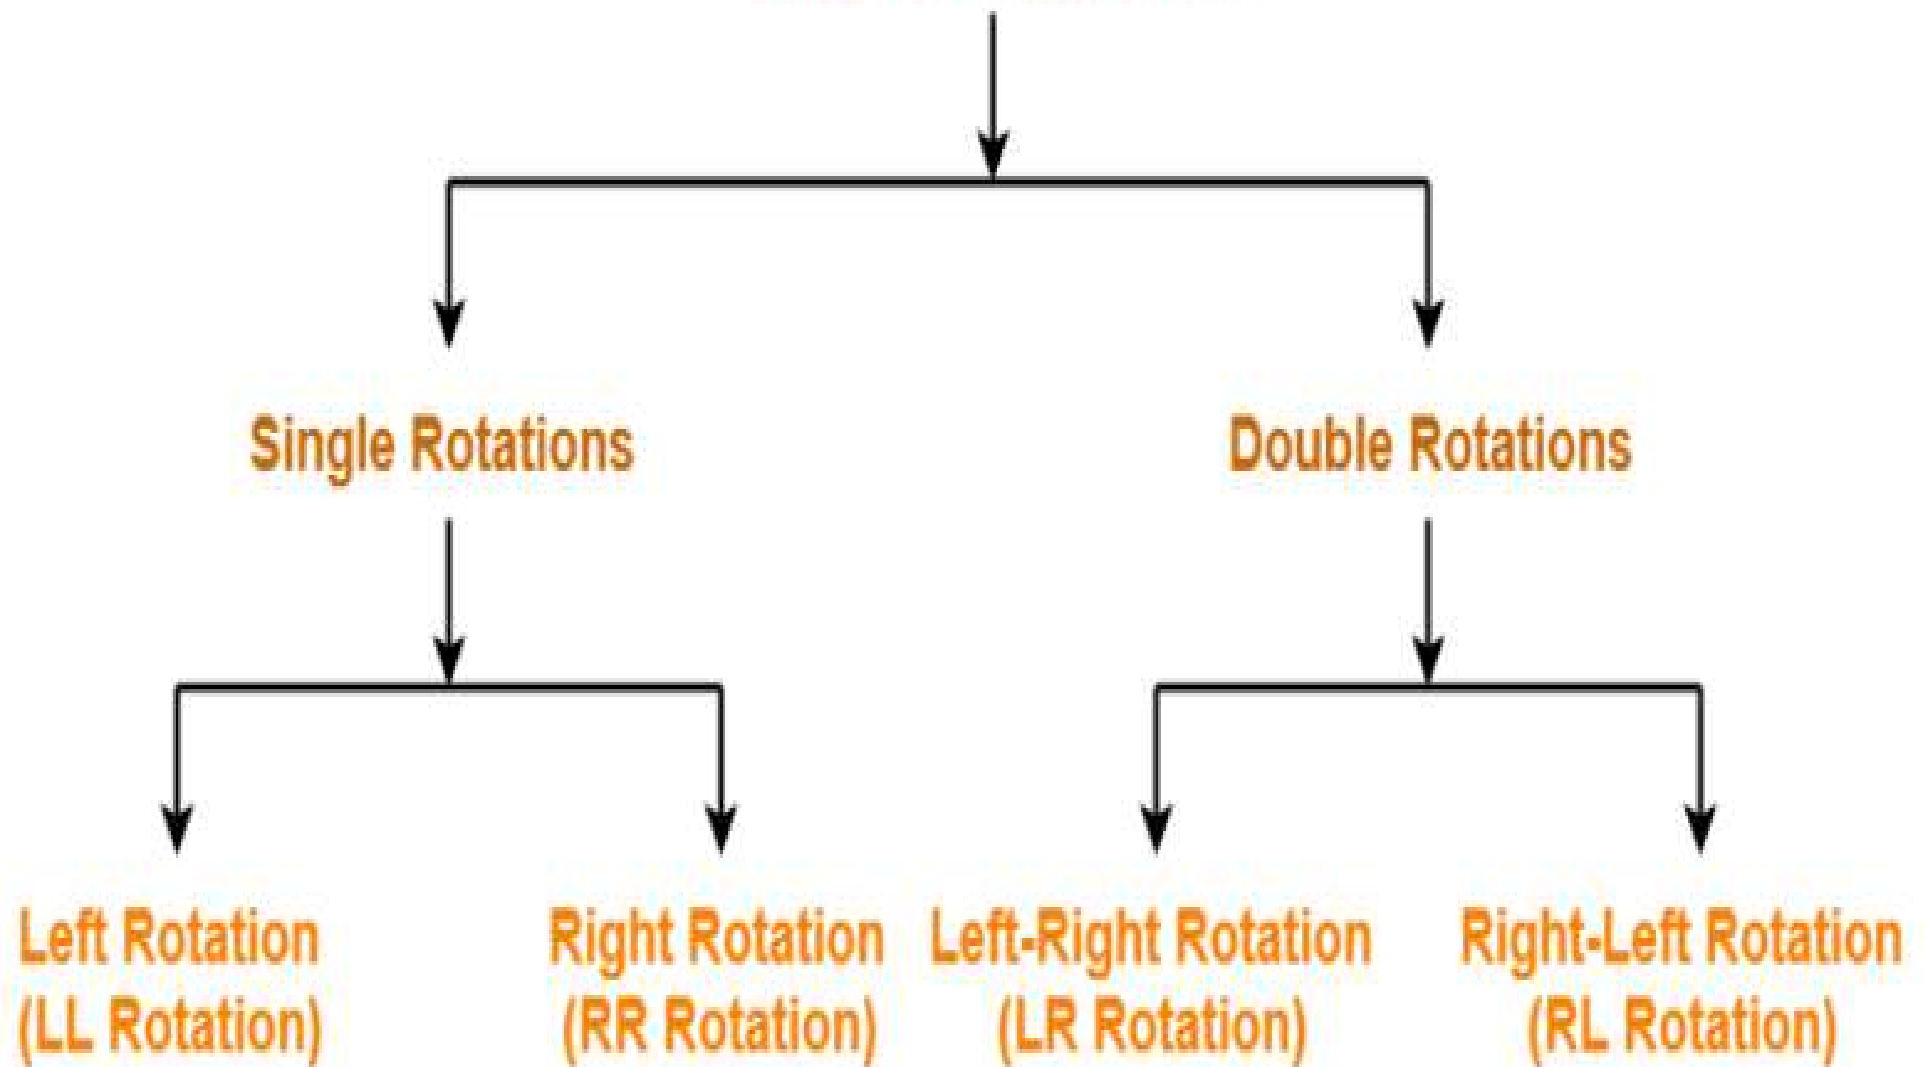 Single Rotations
Double Rotations
Left Rotation
(LL Rotation)
Right Rotation
(RR Rotation)
Left-Right Rotation
(LR Rotation)
Right-Left Rotation
(RL Rotation)